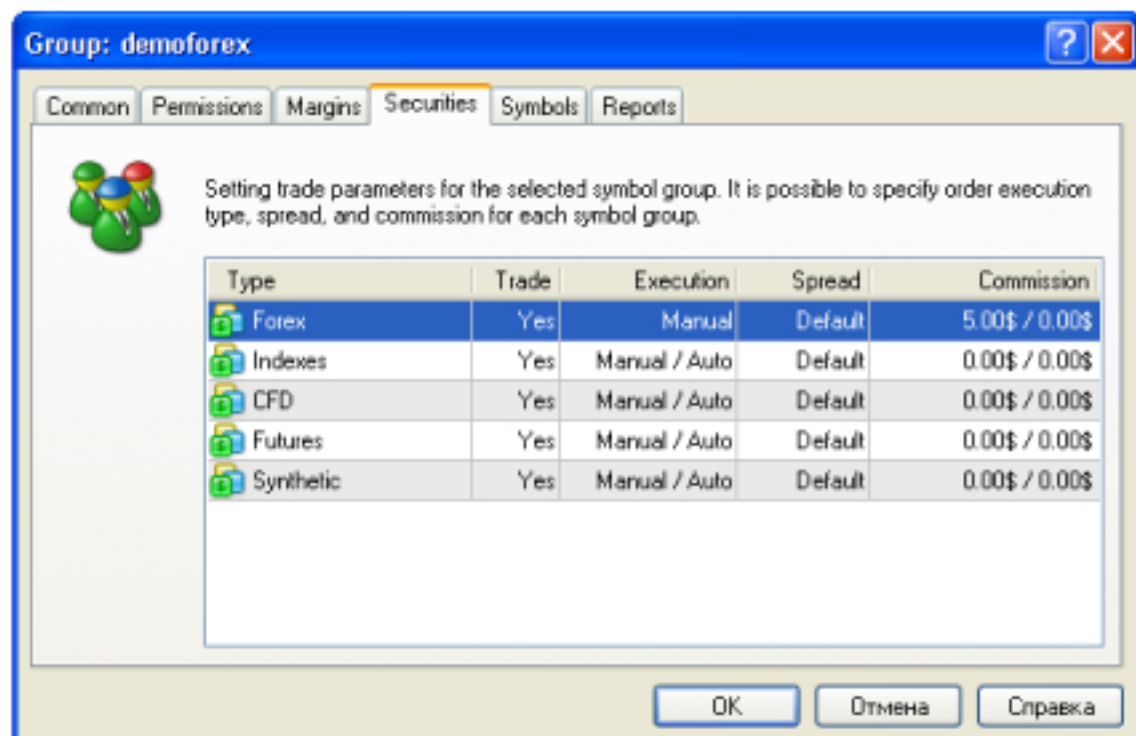 Group: demoforex
Common Permissions Margins Securities Symbols Reports
Setting trade parameters for the selected symbol group. It is possible to specify order execution
type, spread, and commission for each symbol group.
Type Trade Execution Spread Commission
Forex Yes Manual Default 5.00$ / 0.00$
Indexes Yes Manual / Auto Default 0.00$ / 0.00$
CFD Yes Manual / Auto Default 0.00$ / 0.00$
Futures Yes Manual / Auto Default 0.00$ / 0.00$
Synthetic Yes Manual / Auto Default 0.00$ / 0.00$
OK Отмена Справка